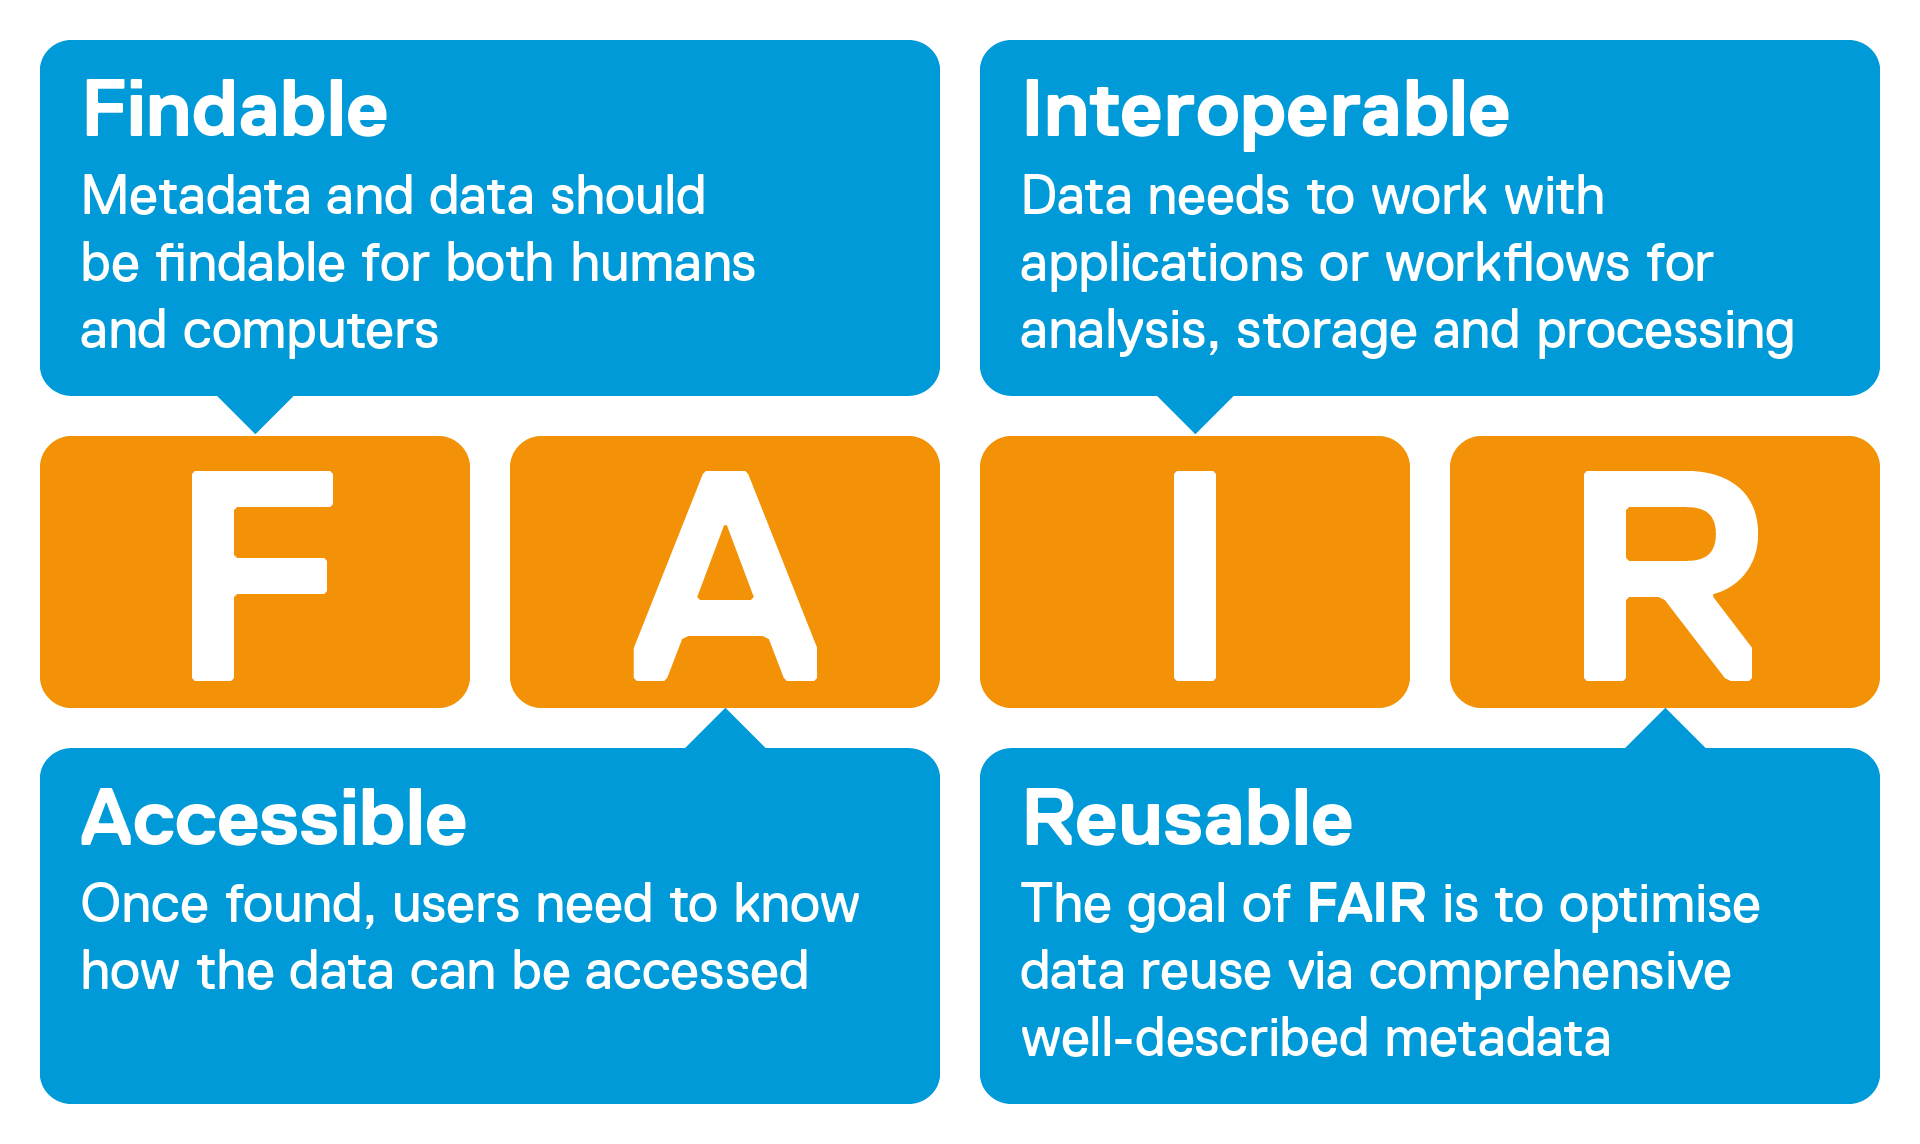 Findable
Metadata and data should
be findable for both humans
and computers
Interoperable
Data needs to work with
applications or workflows for
analysis, storage and processing
F
A
I
R
Accessible
Once found, users need to know
how the data can be accessed
Reusable
The goal of FAIR is to optimise
data reuse via comprehensive
well-described metadata